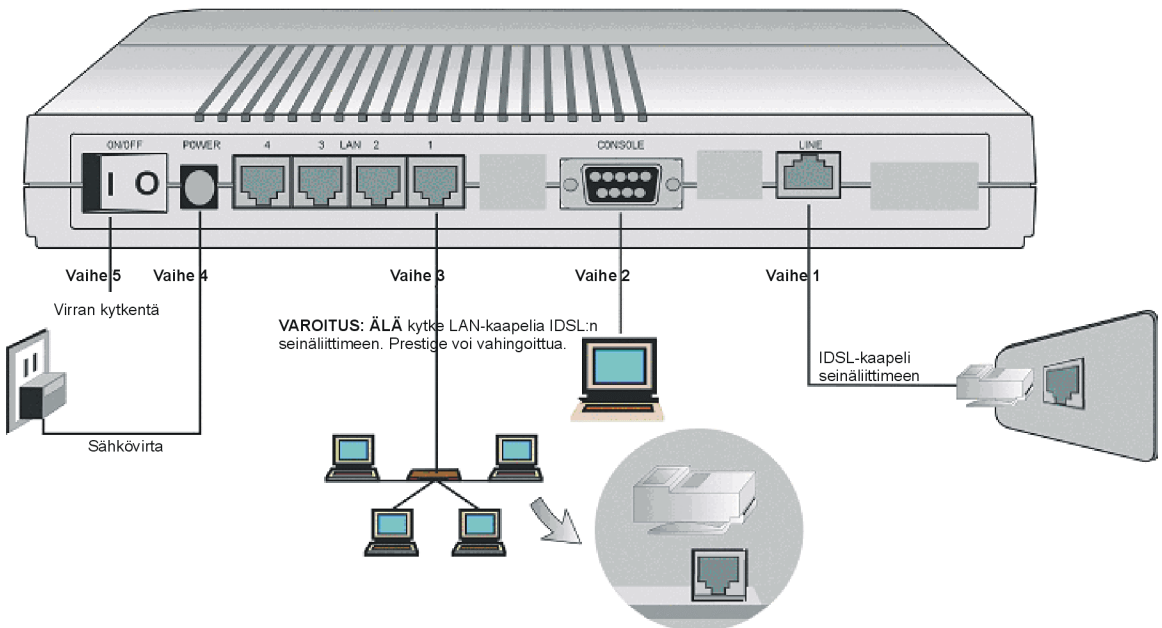 ON/OFF POWER 4 3 LAN 2 1 CONSOLE LINE
Vaihe 5 Vaihe 4 Vaihe 3 Vaihe 2 Vaihe 1
Virran kytkentä
VAROITUS: ÄLÄ kytke LAN-kaapelia IDSL:n
seinäliittimeen. Prestige voi vahingoittua.
IDSL-kaapeli
seinäliittimeen
Sähkövirta